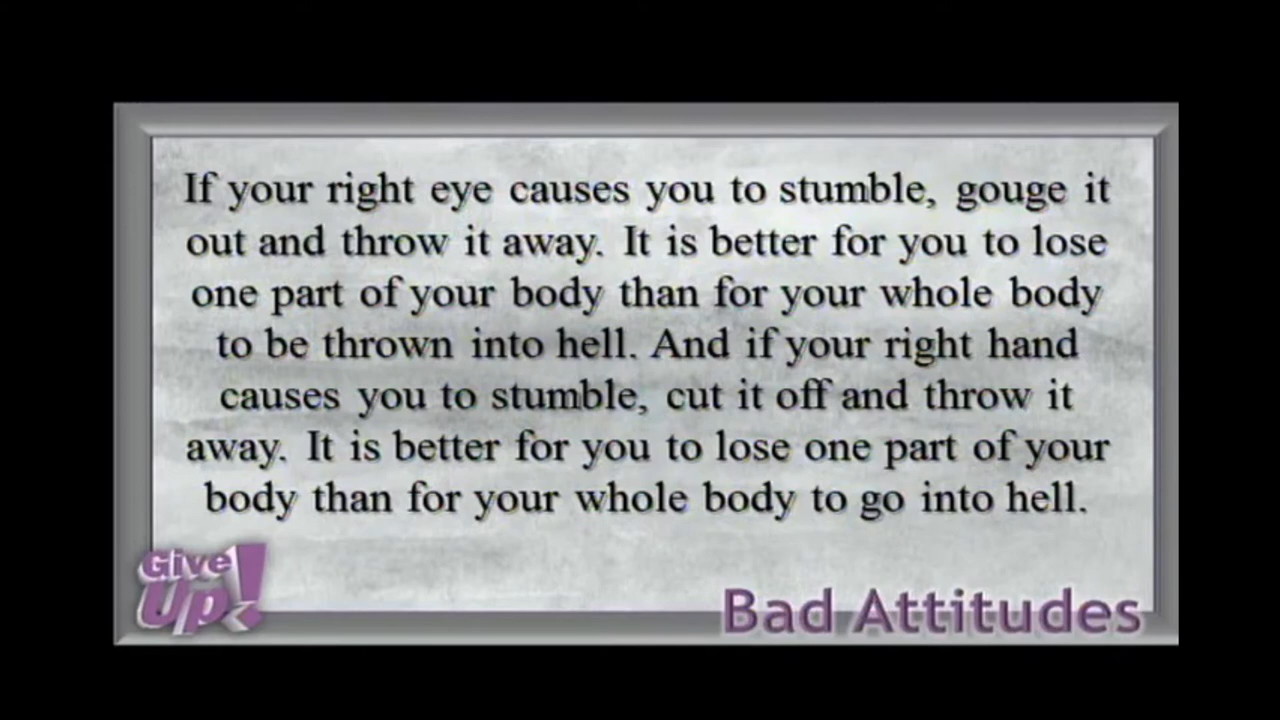 If your right eye causes you to stumble, gouge it
out and throw it away. It is better for you to lose
one part of your body than for your whole body
to be thrown into hell. And if your right hand
causes you to stumble, cut it off and throw it
away. It is better for you to lose one part of your
body than for your whole body to go into hell.
Give
Up!
Bad Attitudes